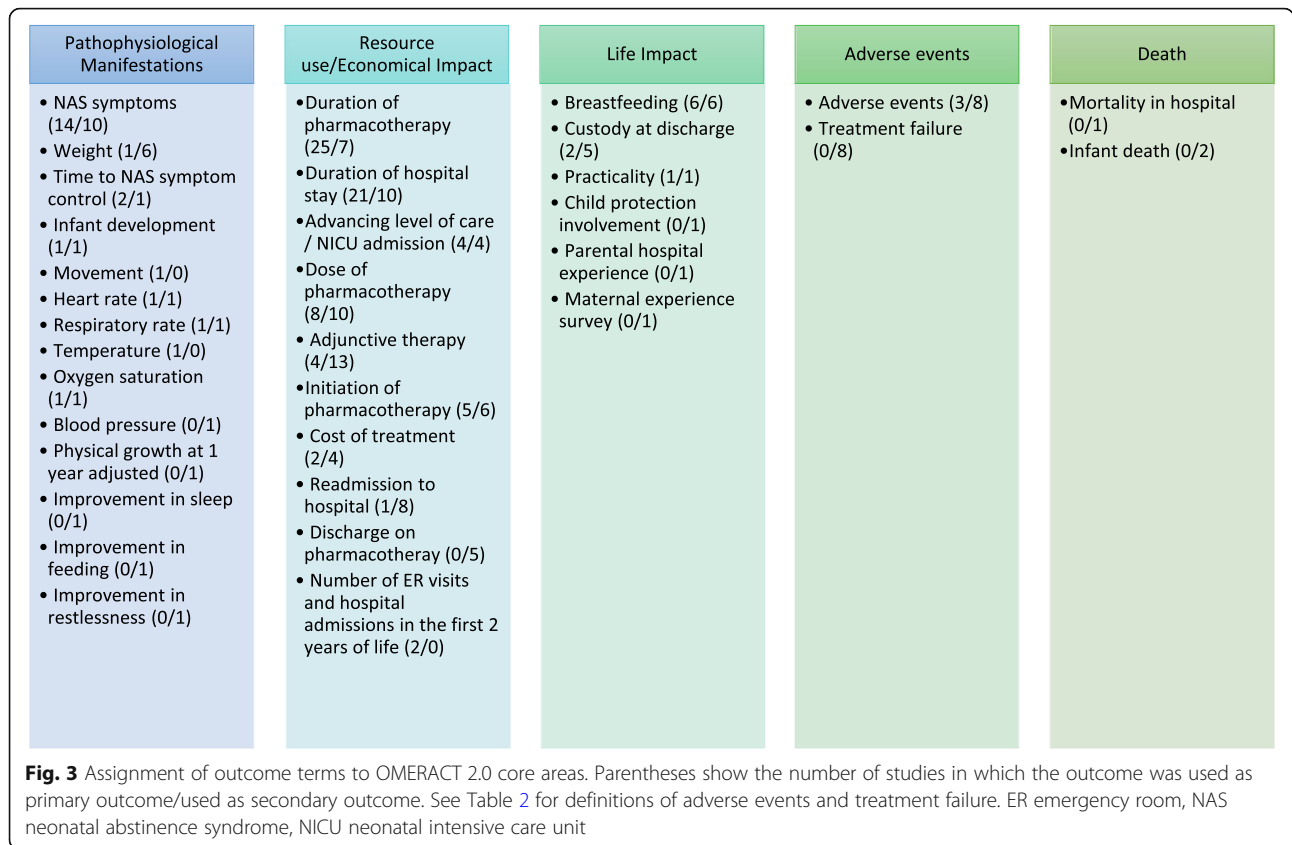 Pathophysiological
Manifestations
• NAS symptoms
(14/10)
• Weight (1/6)
• Time to NAS symptom
control (2/1)
• Infant development
(1/1)
• Movement (1/0)
• Heart rate (1/1)
• Respiratory rate (1/1)
• Temperature (1/0)
• Oxygen saturation
(1/1)
• Blood pressure (0/1)
• Physical growth at 1
year adjusted (0/1)
• Improvement in sleep
(0/1)
• Improvement in
feeding (0/1)
• Improvement in
restlessness (0/1)
Resource
use/Economical Impact
•Duration of
pharmacotherapy
(25/7)
•Duration of hospital
stay (21/10)
•Advancing level of care
/ NICU admission (4/4)
•Dose of
pharmacotherapy
(8/10)
• Adjunctive therapy
(4/13)
•Initiation of
pharmacotherapy (5/6)
• Cost of treatment
(2/4)
• Readmission to
hospital (1/8)
• Discharge on
pharmacotheray (0/5)
• Number of ER visits
and hospital
admissions in the first 2
years of life (2/0)
Life Impact
• Breastfeeding (6/6)
• Custody at discharge
(2/5)
• Practicality (1/1)
• Child protection
involvement (0/1)
• Parental hospital
experience (0/1)
• Maternal experience
survey (0/1)
Adverse events
• Adverse events (3/8)
• Treatment failure
(0/8)
Death
•Mortality in hospital
(0/1)
•Infant death (0/2)
Fig. 3 Assignment of outcome terms to OMERACT 2.0 core areas. Parentheses show the number of studies in which the outcome was used as
primary outcome/used as secondary outcome. See Table 2 for definitions of adverse events and treatment failure. ER emergency room, NAS
neonatal abstinence syndrome, NICU neonatal intensive care unit